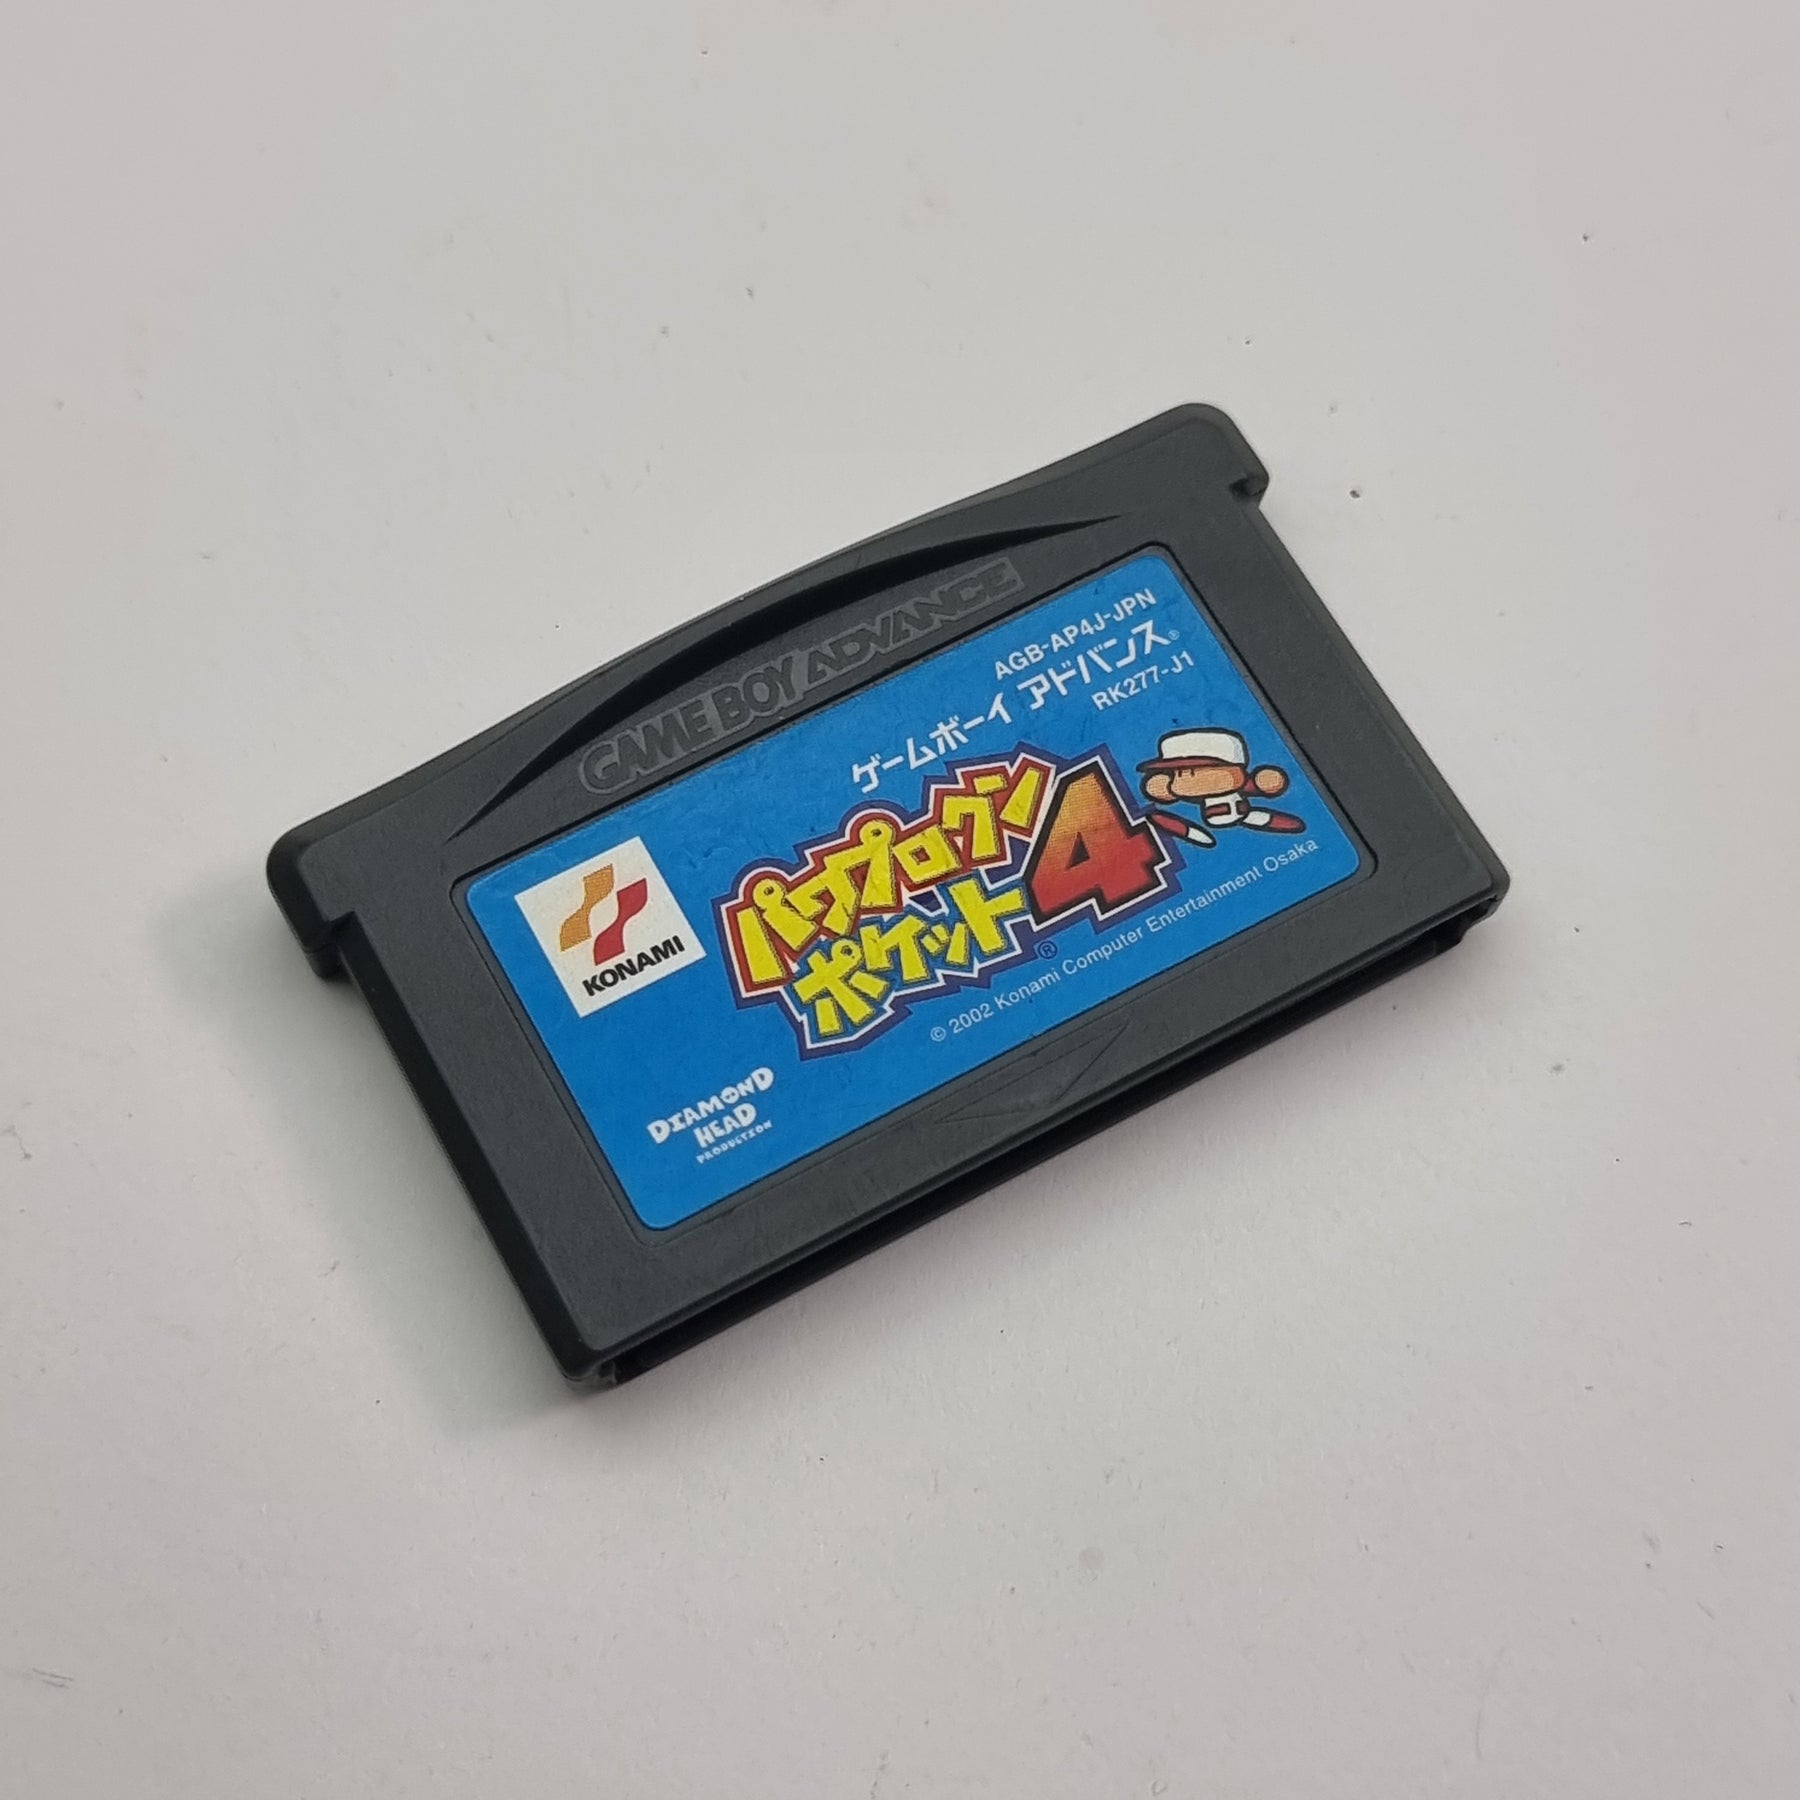 GAME BOY ADVANCE
AGB-AP4J-JPN
ゲームボーイ アドバンス®
RK277-J1
KONAMI
パワプロクン
ポケット4
®
© 2002 Konami Computer Entertainment Osaka
DIAMOND
HEAD
PRODUCTION